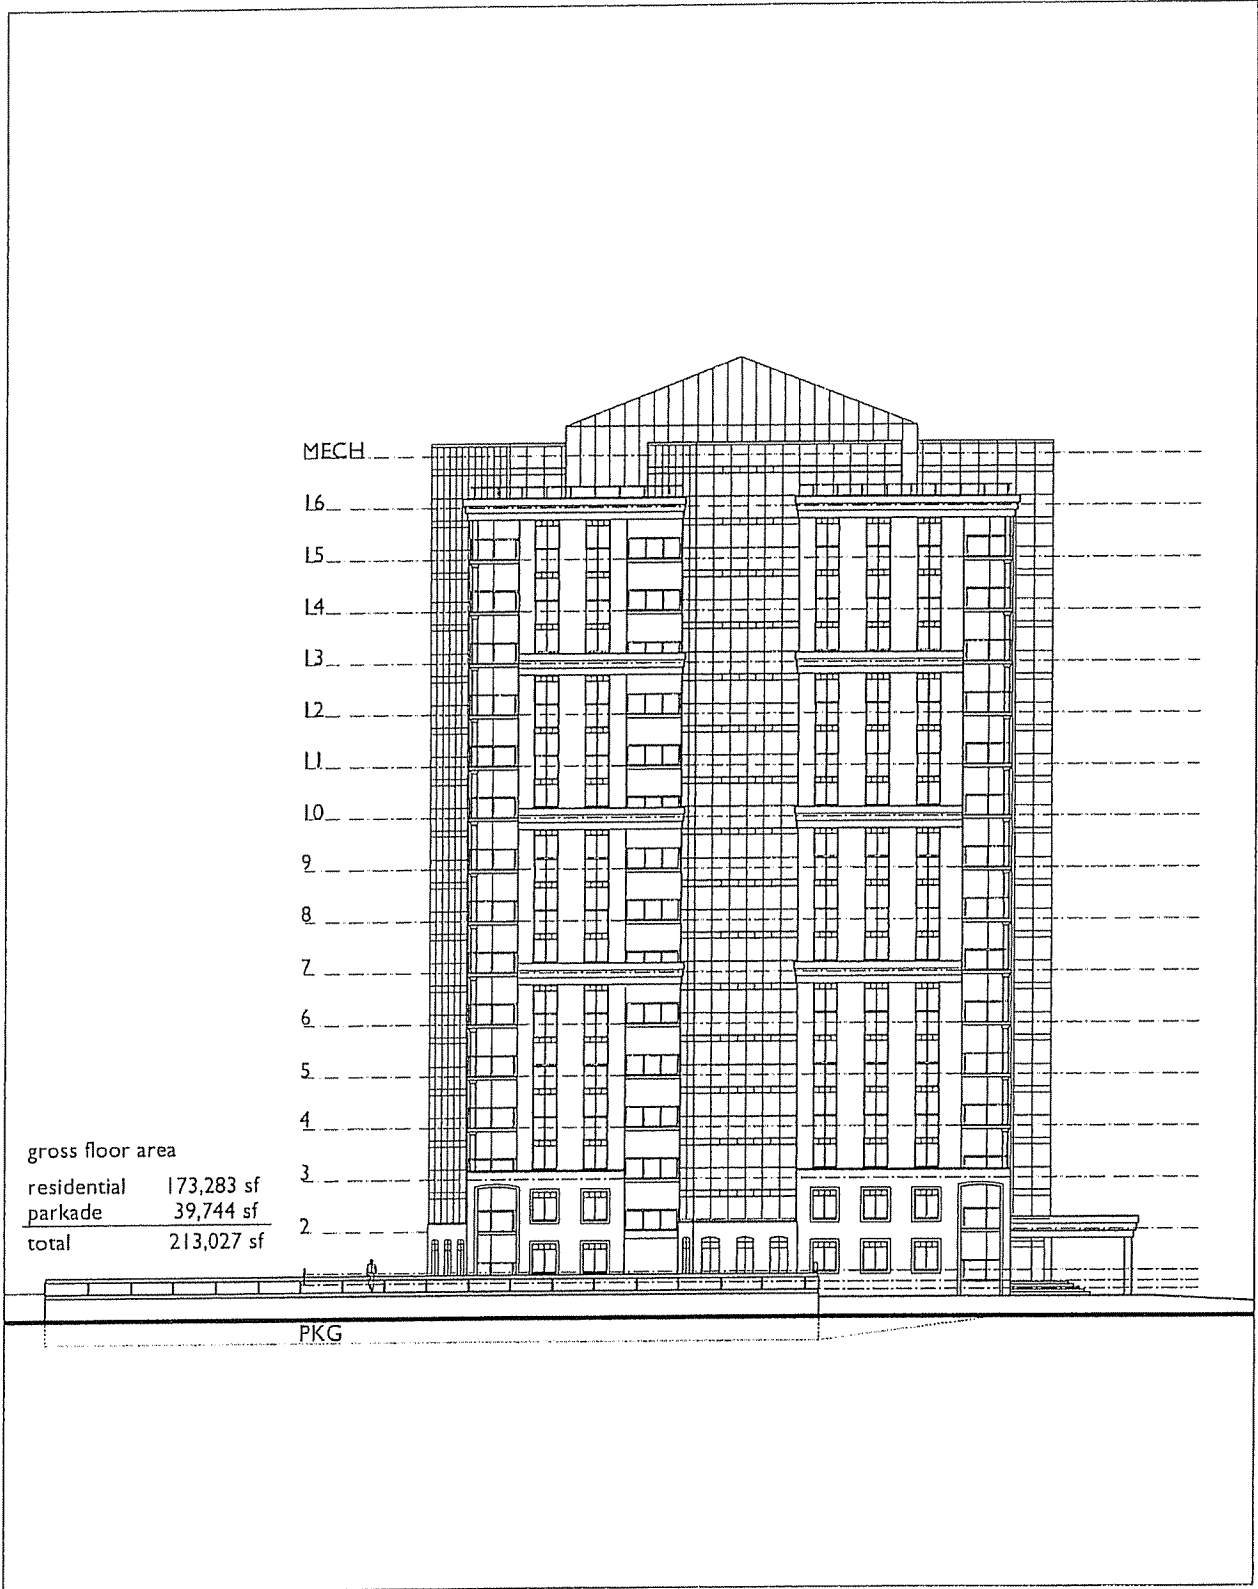 MECH
16
15
14
13
12
11
10
9
8
7
6
5
4
3
2
1
gross floor area
residential 173,283 sf
parkade 39,744 sf
total 213,027 sf
PKG